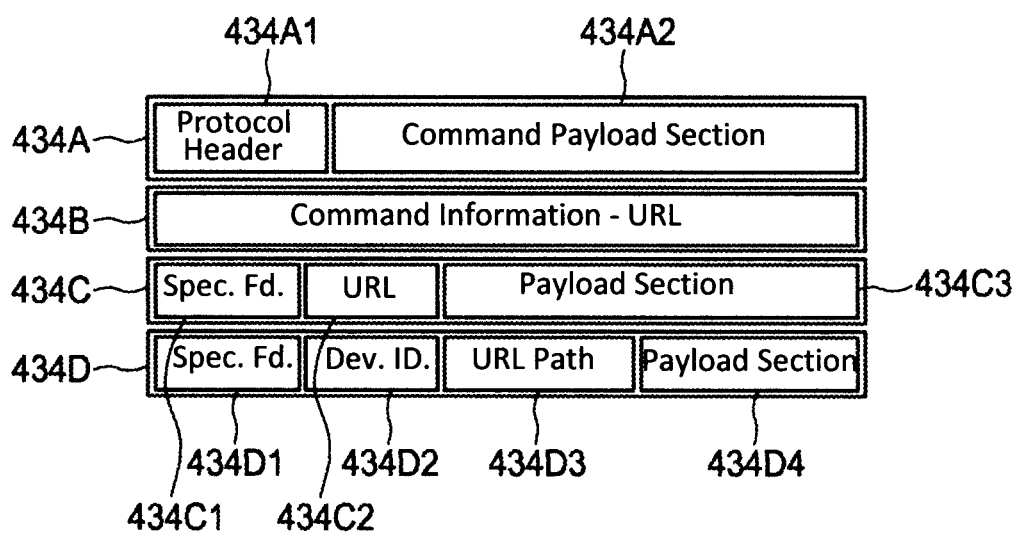 434A1
434A2
434A
Protocol
Header
Command Payload Section
434B
Command Information - URL
434C
Spec. Fd.
URL
Payload Section
434C3
434D
Spec. Fd.
Dev. ID.
URL Path
Payload Section
434D1
434D2
434D3
434D4
434C1
434C2